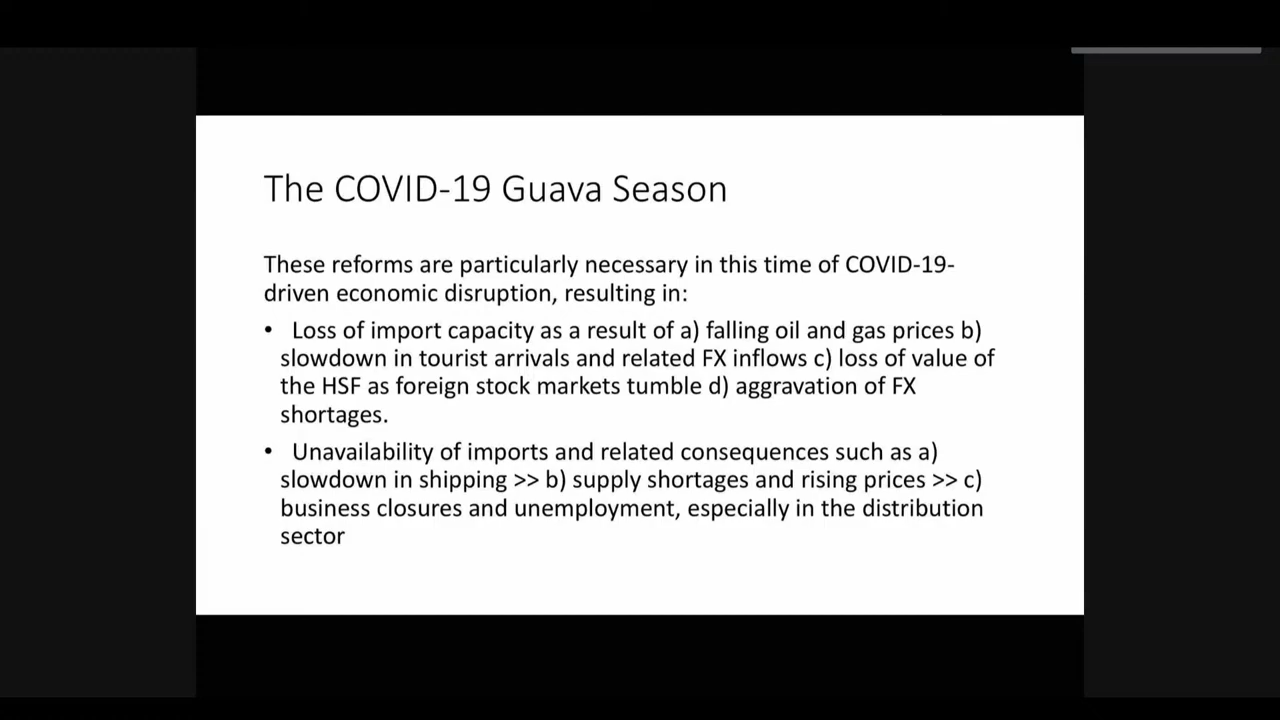 The COVID-19 Guava Season
These reforms are particularly necessary in this time of COVID-19-
driven economic disruption, resulting in:
• Loss of import capacity as a result of a) falling oil and gas prices b)
slowdown in tourist arrivals and related FX inflows c) loss of value of
the HSF as foreign stock markets tumble d) aggravation of FX
shortages.
• Unavailability of imports and related consequences such as a)
slowdown in shipping >> b) supply shortages and rising prices >> c)
business closures and unemployment, especially in the distribution
sector